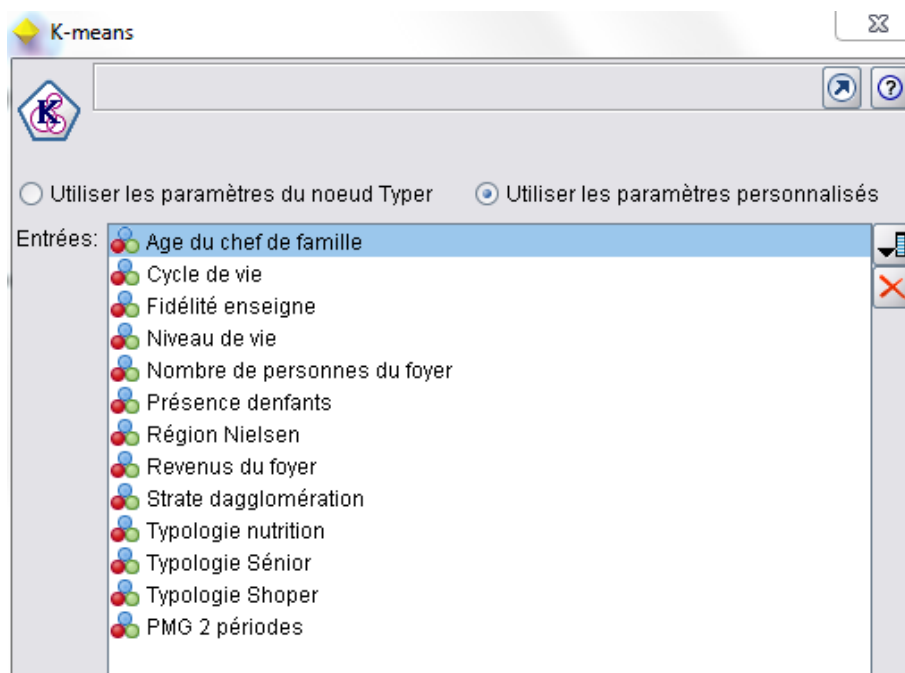 K-means
Utiliser les paramètres du noeud Typer Utiliser les paramètres personnalisés
Entrées: Age du chef de famille
Cycle de vie
Fidélité enseigne
Niveau de vie
Nombre de personnes du foyer
Présence denfants
Région Nielsen
Revenus du foyer
Strate dagglomération
Typologie nutrition
Typologie Sénior
Typologie Shoper
PMG 2 périodes